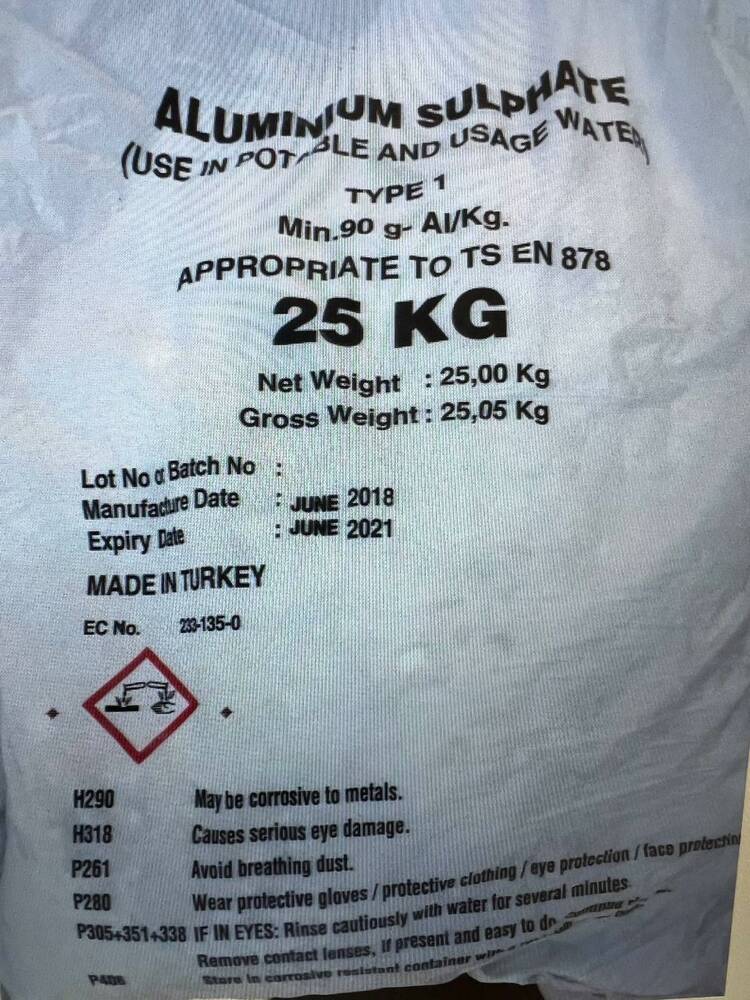 ALUMINIUM SULPHATE
(USE IN POTABLE AND USAGE WATER)
TYPE 1
Min.90 g- Al/Kg.
APPROPRIATE TO TS EN 878
25 KG
Net Weight : 25,00 Kg
Gross Weight : 25,05 Kg
Lot No or Batch No :
Manufacture Date : JUNE 2018
Expiry Date : JUNE 2021
MADE IN TURKEY
EC No. 233-135-0
H290 May be corrosive to metals.
H318 Causes serious eye damage.
P261 Avoid breathing dust.
P280 Wear protective gloves / protective clothing / eye protection / face protection
P305+351+338 IF IN EYES: Rinse cautiously with water for several minutes
Remove contact lenses, if present and easy to do
P406 Store in corrosive resistant container